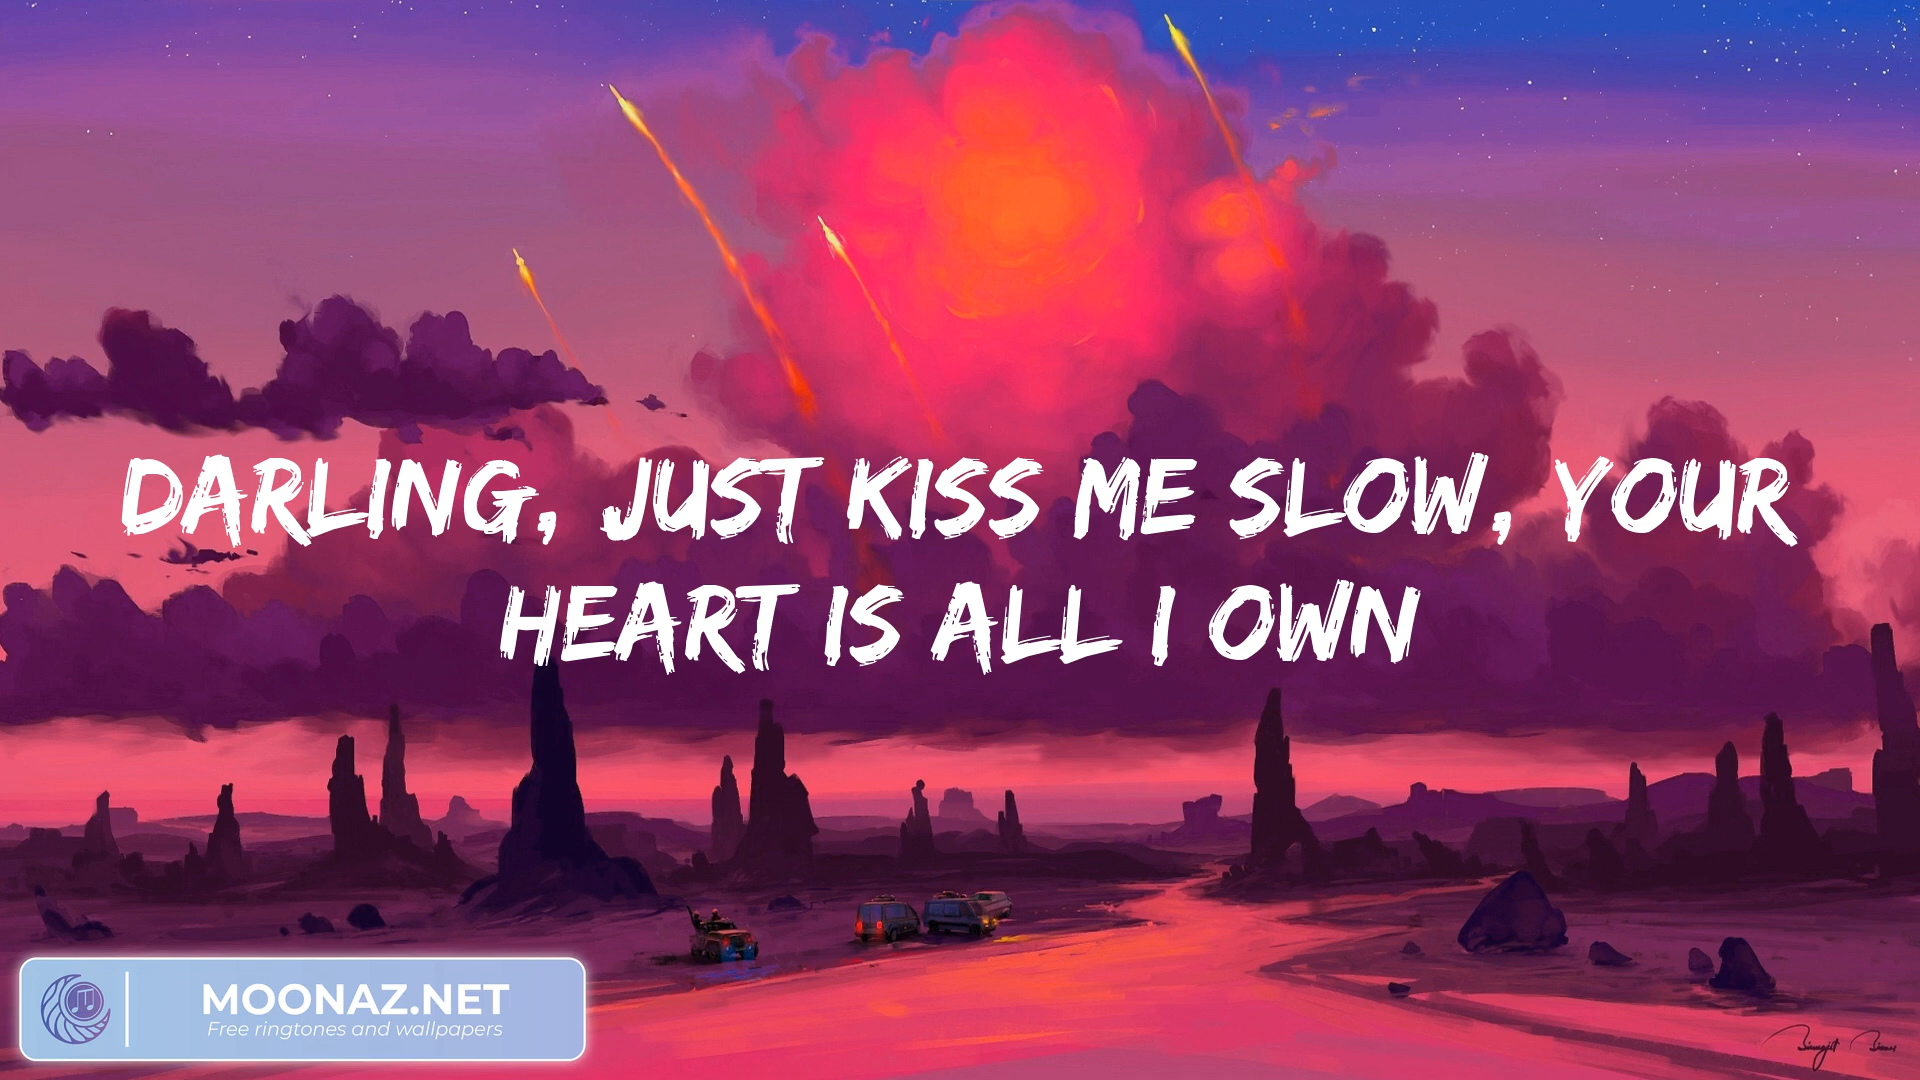 DARLING, JUST KISS ME SLOW, YOUR
HEART IS ALL I OWN
MOONAZ.NET
Free ringtones and wallpapers